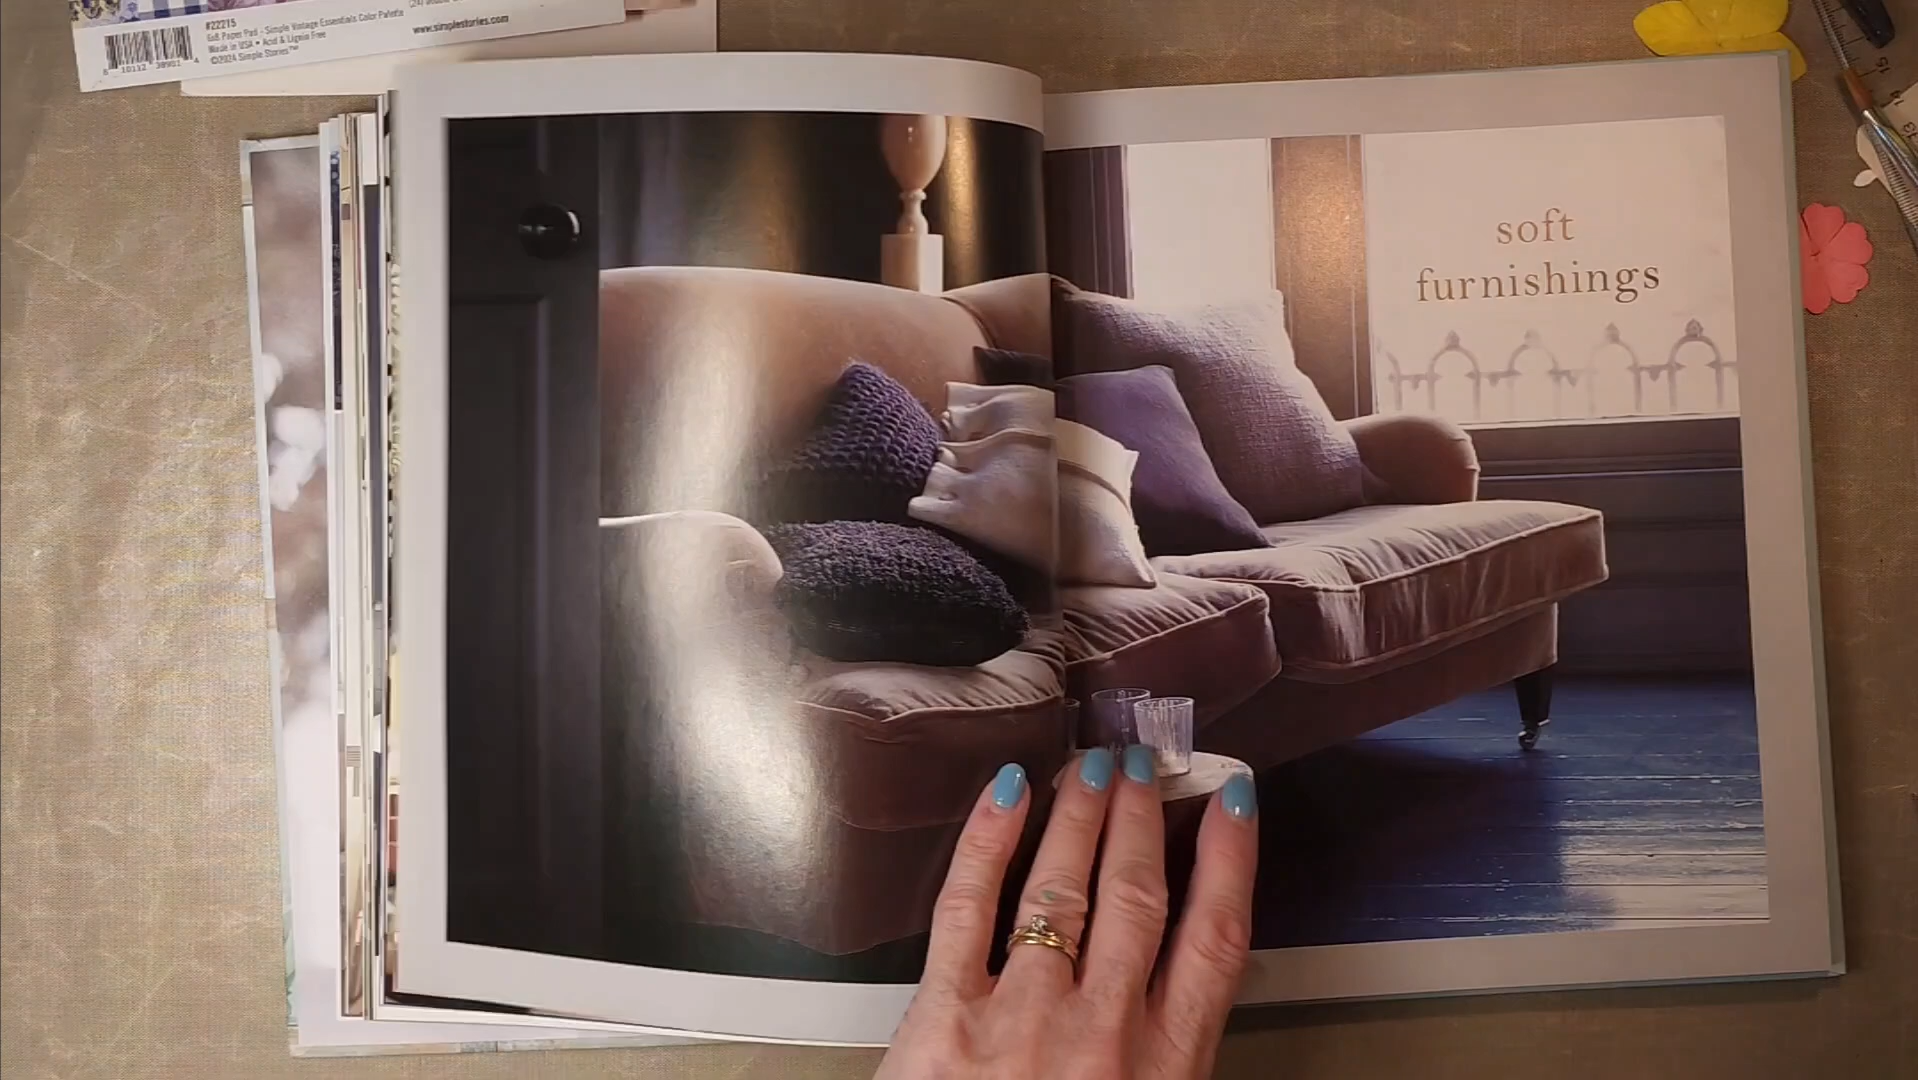 #22215
6x8 Paper Pad - Simple Vintage Essentials Color Palette
Made in USA • Acid & Lignin Free
©2024 Simple Stories™
www.simplestories.com
soft
furnishings